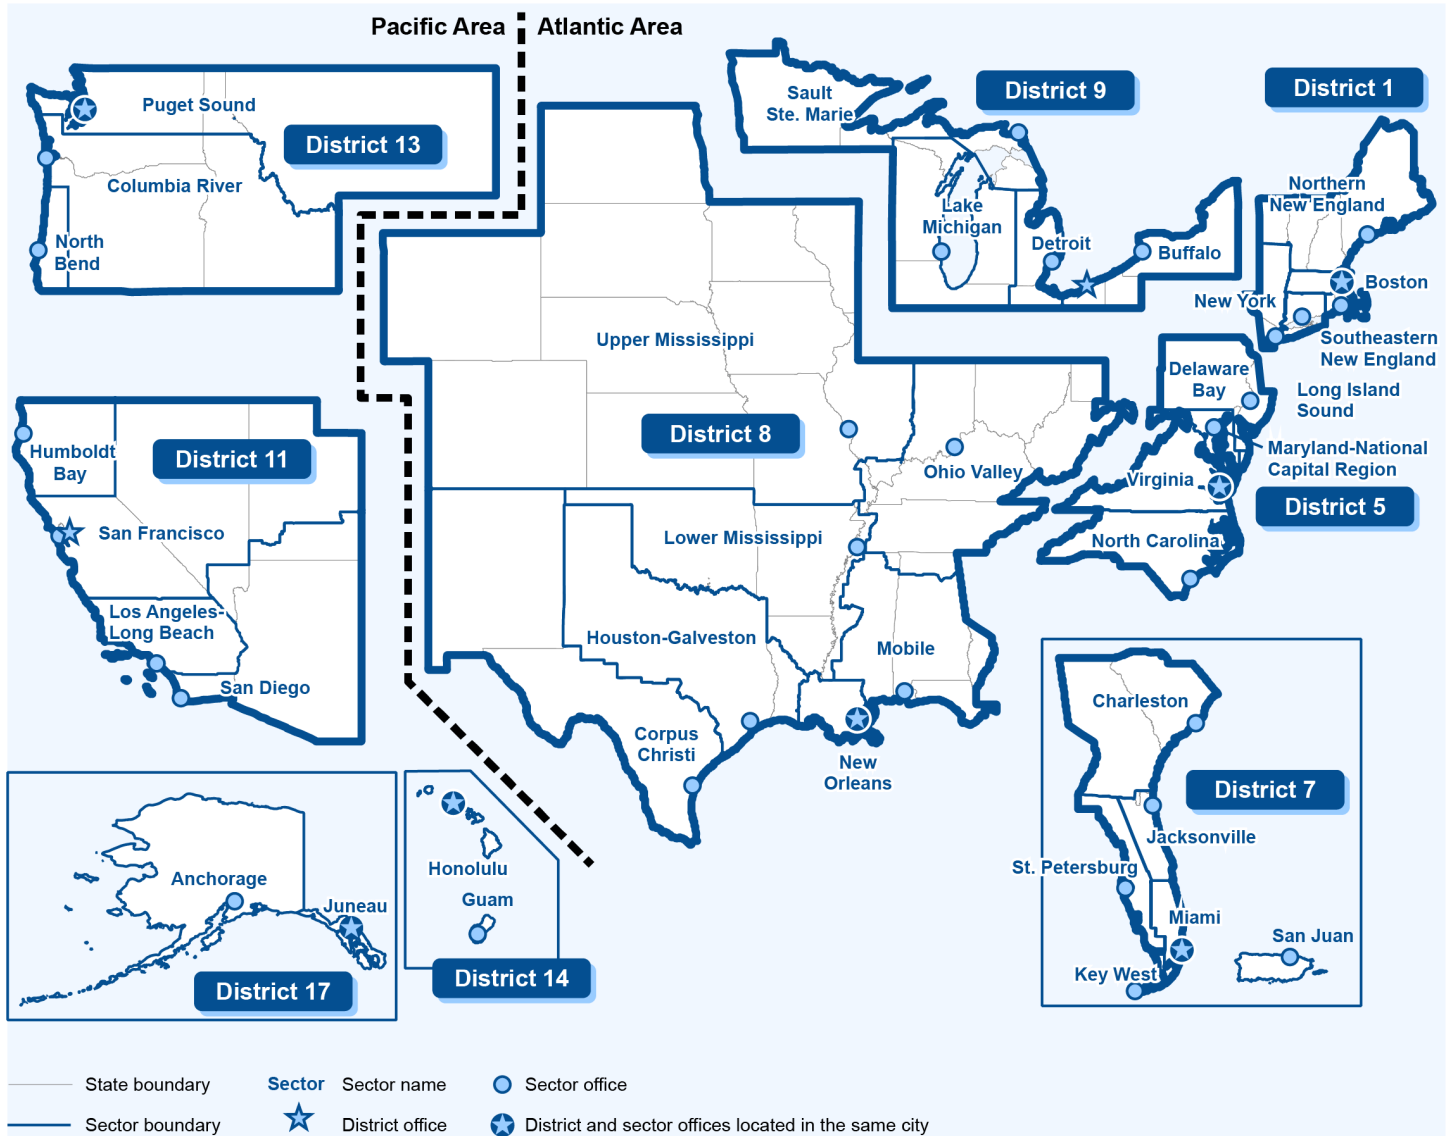 Pacific Area
Atlantic Area
District 13
Puget Sound
Columbia River
North
Bend
District 9
Sault
Ste. Marie
Lake
Michigan
Detroit
Buffalo
District 1
Northern
New England
Boston
New York
Southeastern
New England
Long Island
Sound
District 8
Upper Mississippi
Ohio Valley
Lower Mississippi
Houston-Galveston
Mobile
Corpus
Christi
New
Orleans
District 5
Delaware
Bay
Maryland-National
Capital Region
Virginia
North Carolina
District 11
Humboldt
Bay
San Francisco
Los Angeles-
Long Beach
San Diego
District 7
Charleston
Jacksonville
St. Petersburg
Miami
Key West
San Juan
District 17
Anchorage
Juneau
District 14
Honolulu
Guam
State boundary
Sector Sector name
Sector office
Sector boundary
District office
District and sector offices located in the same city